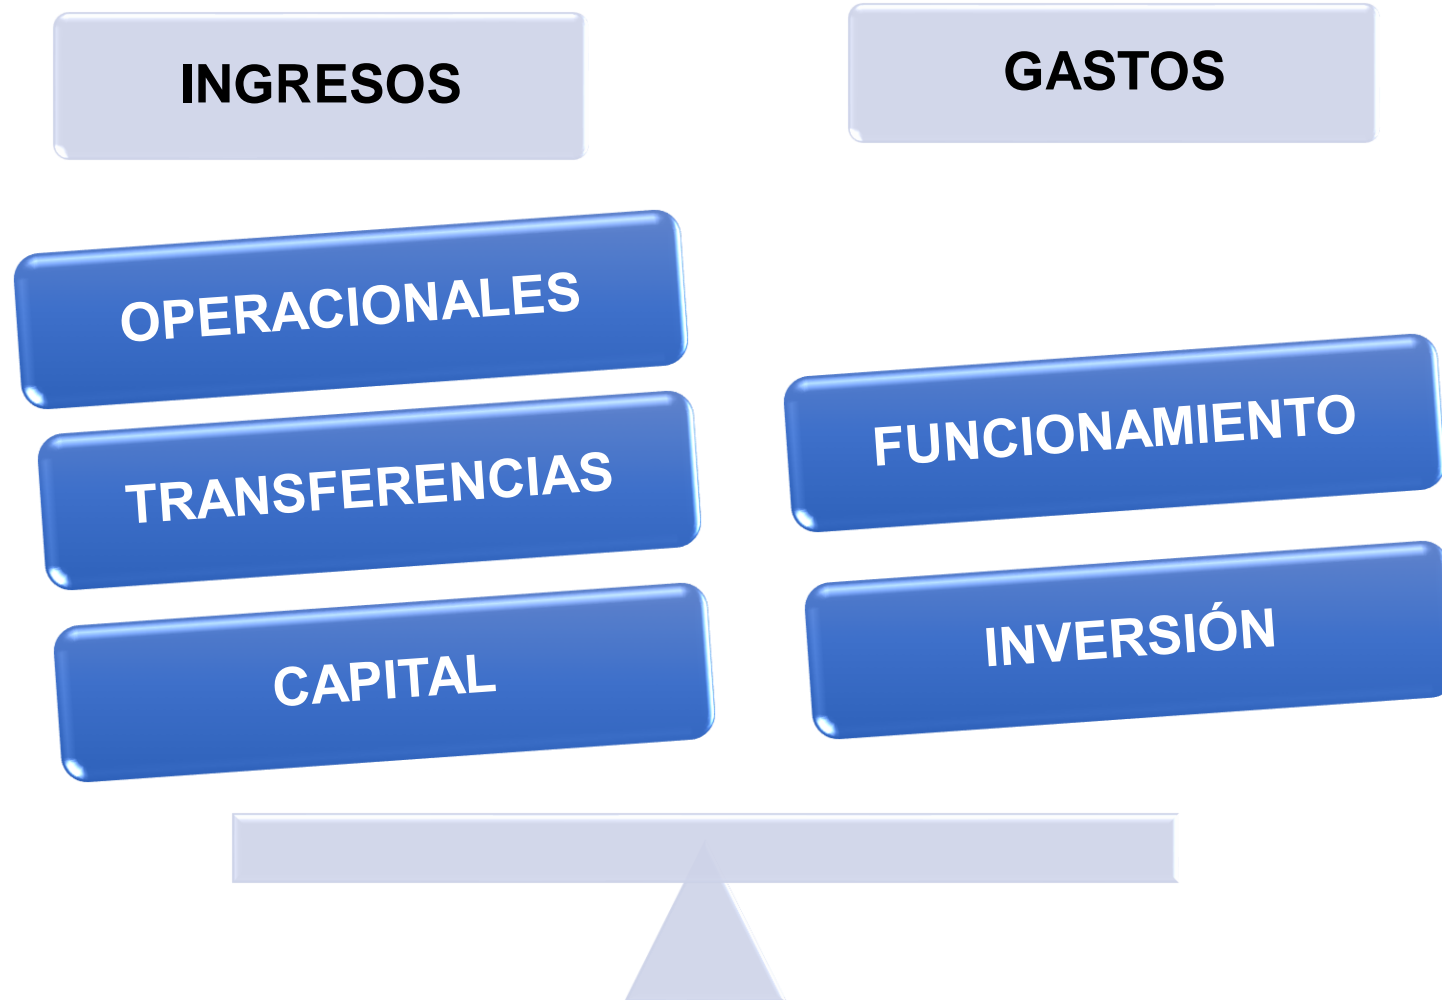 INGRESOS
GASTOS
OPERACIONALES
TRANSFERENCIAS
CAPITAL
FUNCIONAMIENTO
INVERSIÓN